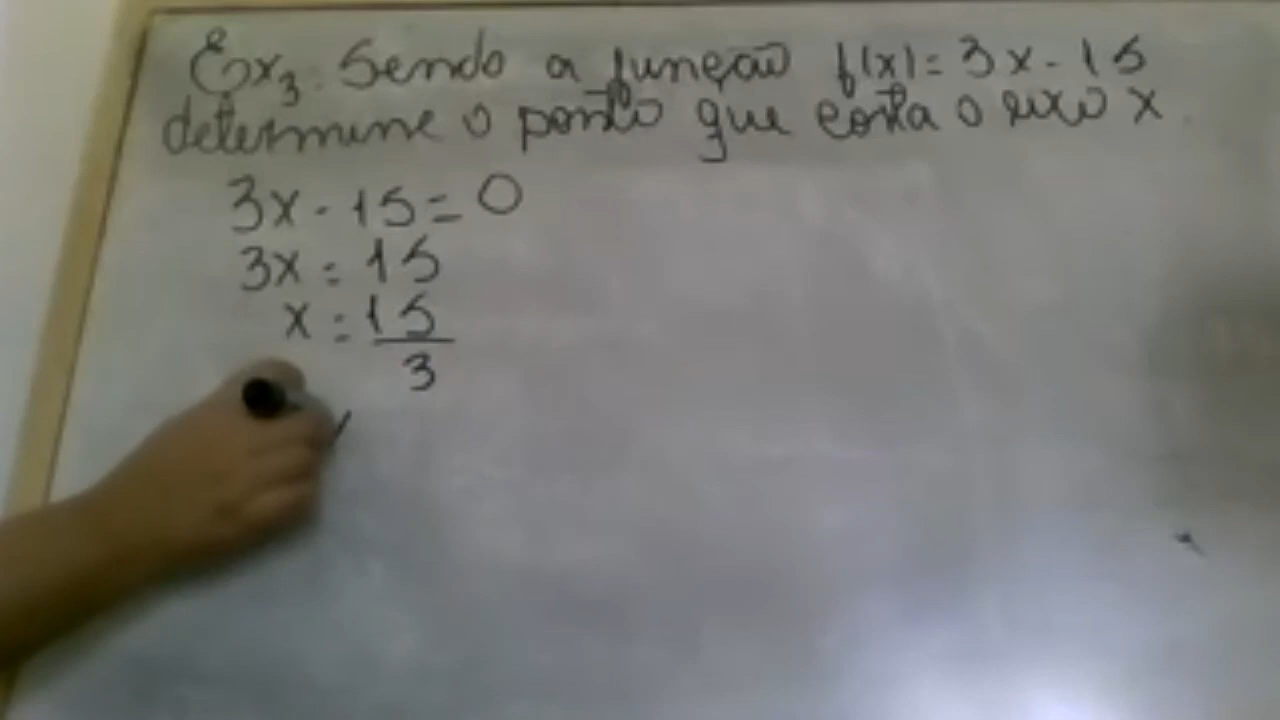 Ex3. Sendo a função f(x) = 3x - 15
determine o ponto que corta o eixo x.
3x - 15 = 0
3x = 15
x = 15
3